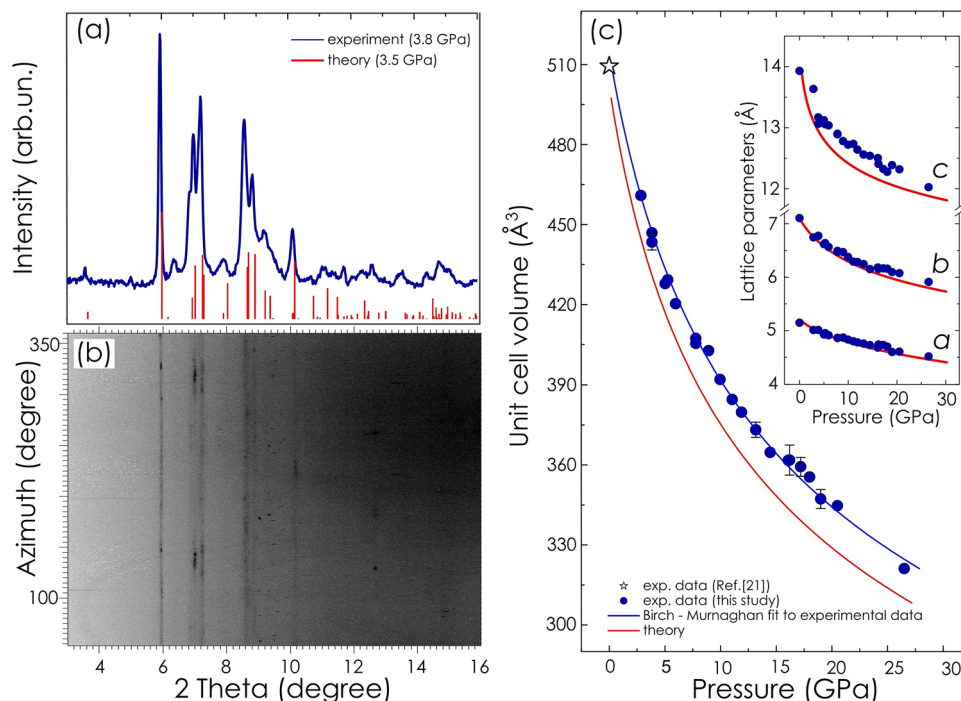 (a)
experiment (3.8 GPa)
theory (3.5 GPa)
Intensity (arb.un.)
(b)
350
100
Azimuth (degree)
4 6 8 10 12 14 16
2 Theta (degree)
(c)
510
480
450
420
390
360
330
300
Unit cell volume (Å³)
0 5 10 15 20 25 30
Pressure (GPa)
☆ exp. data (Ref.[21])
● exp. data (this study)
Birch - Murnaghan fit to experimental data
theory
14
13
12
7
6
5
4
Lattice parameters (Å)
c
b
a
0 5 10 15 20 25 30
Pressure (GPa)